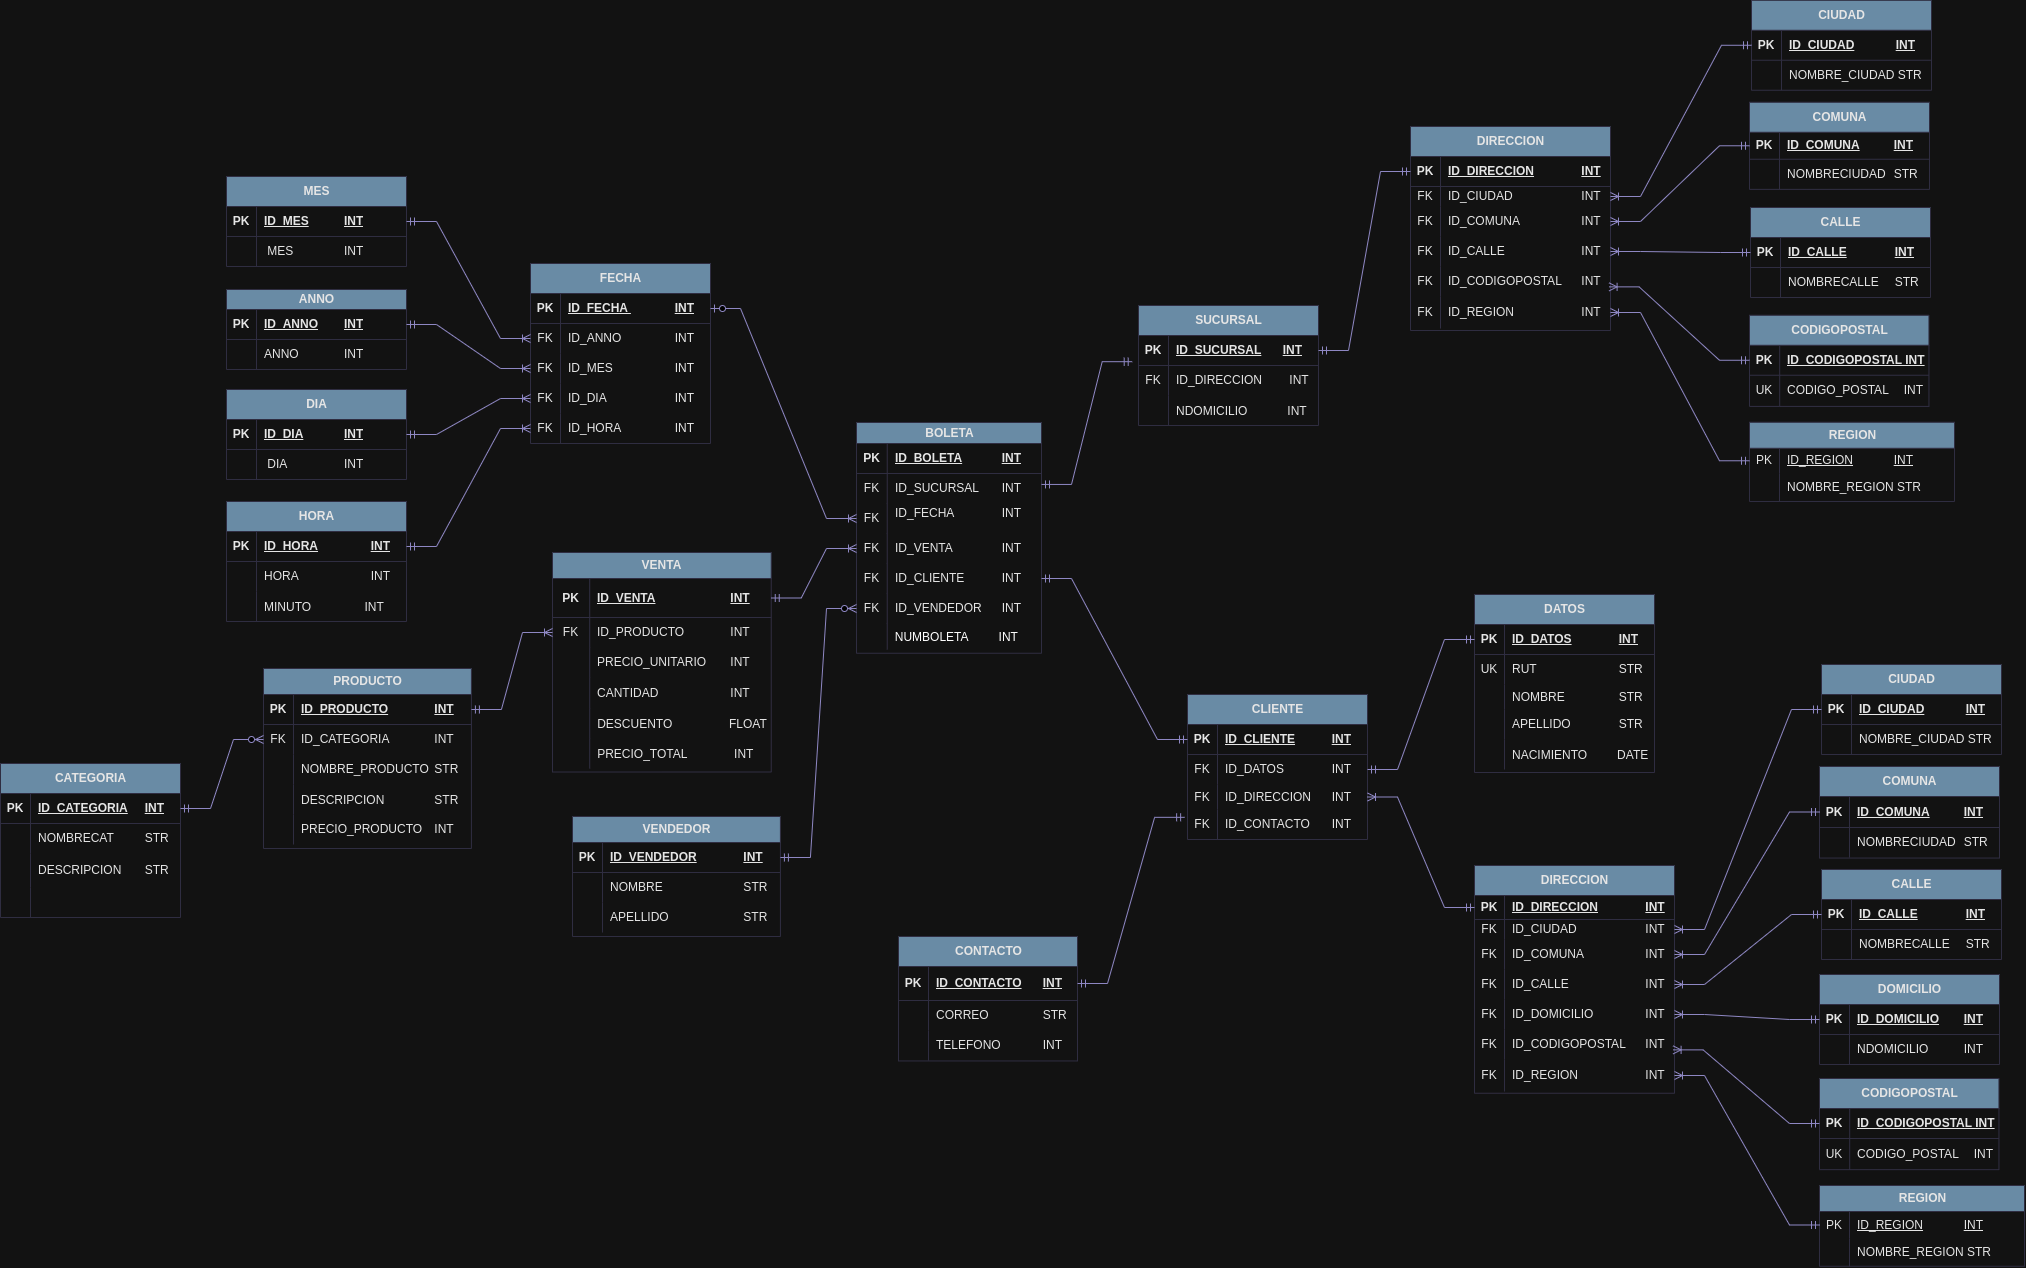 MES
PK ID_MES INT
MES INT
ANNO
PK ID_ANNO INT
ANNO INT
DIA
PK ID_DIA INT
DIA INT
HORA
PK ID_HORA INT
HORA INT
MINUTO INT
FECHA
PK ID_FECHA INT
FK ID_ANNO INT
FK ID_MES INT
FK ID_DIA INT
FK ID_HORA INT
CATEGORIA
PK ID_CATEGORIA INT
NOMBRECAT STR
DESCRIPCION STR
PRODUCTO
PK ID_PRODUCTO INT
FK ID_CATEGORIA INT
NOMBRE_PRODUCTO STR
DESCRIPCION STR
PRECIO_PRODUCTO INT
VENTA
PK ID_VENTA INT
FK ID_PRODUCTO INT
PRECIO_UNITARIO INT
CANTIDAD INT
DESCUENTO FLOAT
PRECIO_TOTAL INT
VENDEDOR
PK ID_VENDEDOR INT
NOMBRE STR
APELLIDO STR
BOLETA
PK ID_BOLETA INT
FK ID_SUCURSAL INT
FK ID_FECHA INT
FK ID_VENTA INT
FK ID_CLIENTE INT
FK ID_VENDEDOR INT
NUMBOLETA INT
CONTACTO
PK ID_CONTACTO INT
CORREO STR
TELEFONO INT
SUCURSAL
PK ID_SUCURSAL INT
FK ID_DIRECCION INT
NDOMICILIO INT
CLIENTE
PK ID_CLIENTE INT
FK ID_DATOS INT
FK ID_DIRECCION INT
FK ID_CONTACTO INT
DIRECCION
PK ID_DIRECCION INT
FK ID_CIUDAD INT
FK ID_COMUNA INT
FK ID_CALLE INT
FK ID_CODIGOPOSTAL INT
FK ID_REGION INT
CIUDAD
PK ID_CIUDAD INT
NOMBRE_CIUDAD STR
COMUNA
PK ID_COMUNA INT
NOMBRECIUDAD STR
CALLE
PK ID_CALLE INT
NOMBRECALLE STR
CODIGOPOSTAL
PK ID_CODIGOPOSTAL INT
UK CODIGO_POSTAL INT
REGION
PK ID_REGION INT
NOMBRE_REGION STR
DATOS
PK ID_DATOS INT
UK RUT STR
NOMBRE STR
APELLIDO STR
NACIMIENTO DATE
DIRECCION
PK ID_DIRECCION INT
FK ID_CIUDAD INT
FK ID_COMUNA INT
FK ID_CALLE INT
FK ID_DOMICILIO INT
FK ID_CODIGOPOSTAL INT
FK ID_REGION INT
CIUDAD
PK ID_CIUDAD INT
NOMBRE_CIUDAD STR
COMUNA
PK ID_COMUNA INT
NOMBRECIUDAD STR
CALLE
PK ID_CALLE INT
NOMBRECALLE STR
DOMICILIO
PK ID_DOMICILIO INT
NDOMICILIO INT
CODIGOPOSTAL
PK ID_CODIGOPOSTAL INT
UK CODIGO_POSTAL INT
REGION
PK ID_REGION INT
NOMBRE_REGION STR